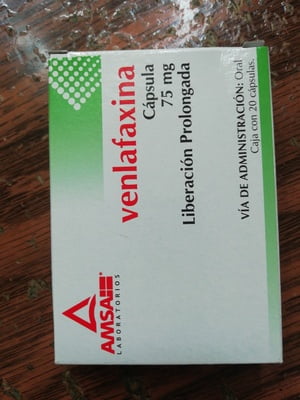 venlafaxina
Cápsula
75 mg
Liberación Prolongada
VÍA DE ADMINISTRACIÓN: Oral
Caja con 20 cápsulas.
AMSA
LABORATORIOS